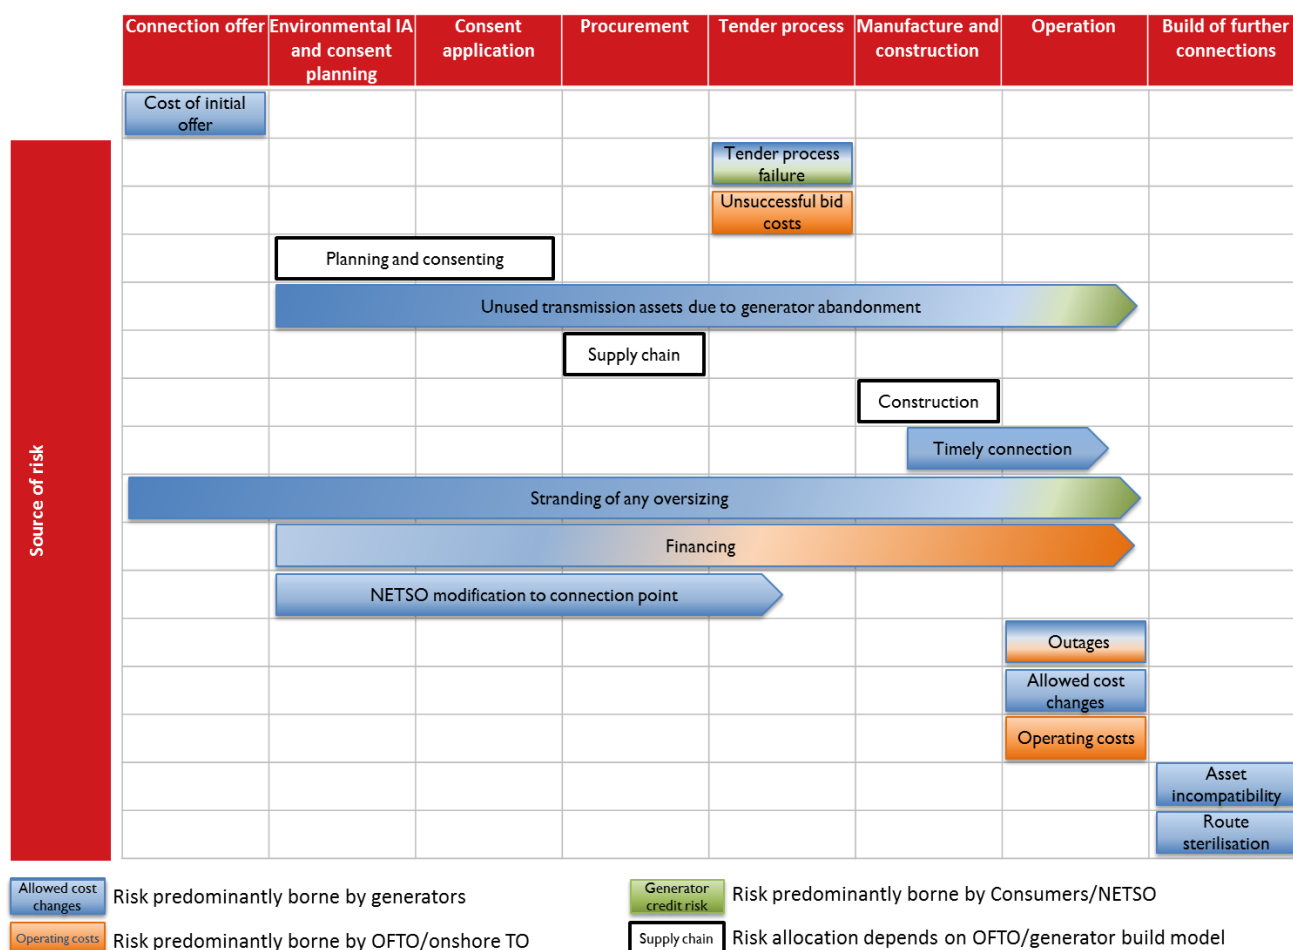 Connection offer
Environmental IA
and consent
planning
Consent
application
Procurement
Tender process
Manufacture and
construction
Operation
Build of further
connections
Cost of initial
offer
Source of risk
Tender process
failure
Unsuccessful bid
costs
Planning and consenting
Unused transmission assets due to generator abandonment
Supply chain
Construction
Timely connection
Stranding of any oversizing
Financing
NETSO modification to connection point
Outages
Allowed cost
changes
Operating costs
Asset
incompatibility
Route
sterilisation
Allowed cost
changes
Risk predominantly borne by generators
Generator
credit risk
Risk predominantly borne by Consumers/NETSO
Operating costs
Risk predominantly borne by OFTO/onshore TO
Supply chain
Risk allocation depends on OFTO/generator build model